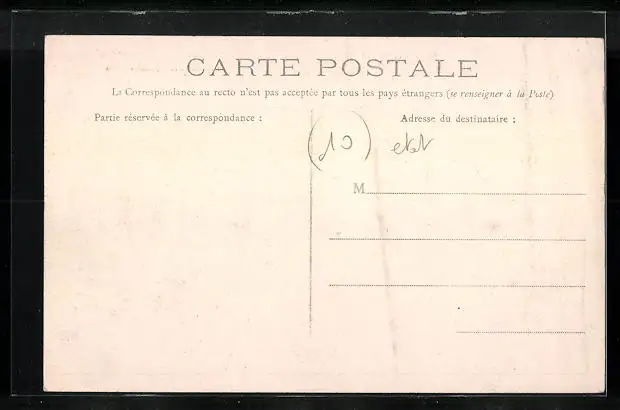 CARTE POSTALE
La Correspondance au recto n'est pas acceptée par tous les pays étrangers (se renseigner à la Poste)
Partie réservée à la correspondance :
Adresse du destinataire :
(10) etat
M